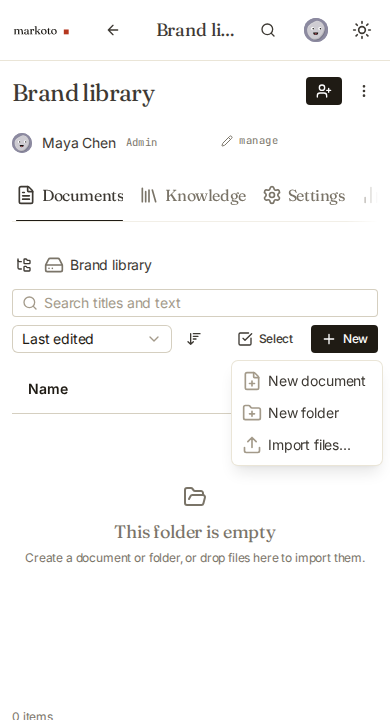 markoto
Brand li...
Brand library
Maya Chen Admin manage
Documents Knowledge Settings
Brand library
Search titles and text
Last edited Select New
New document
Name
New folder
Import files...
This folder is empty
Create a document or folder, or drop files here to import them.
0 items